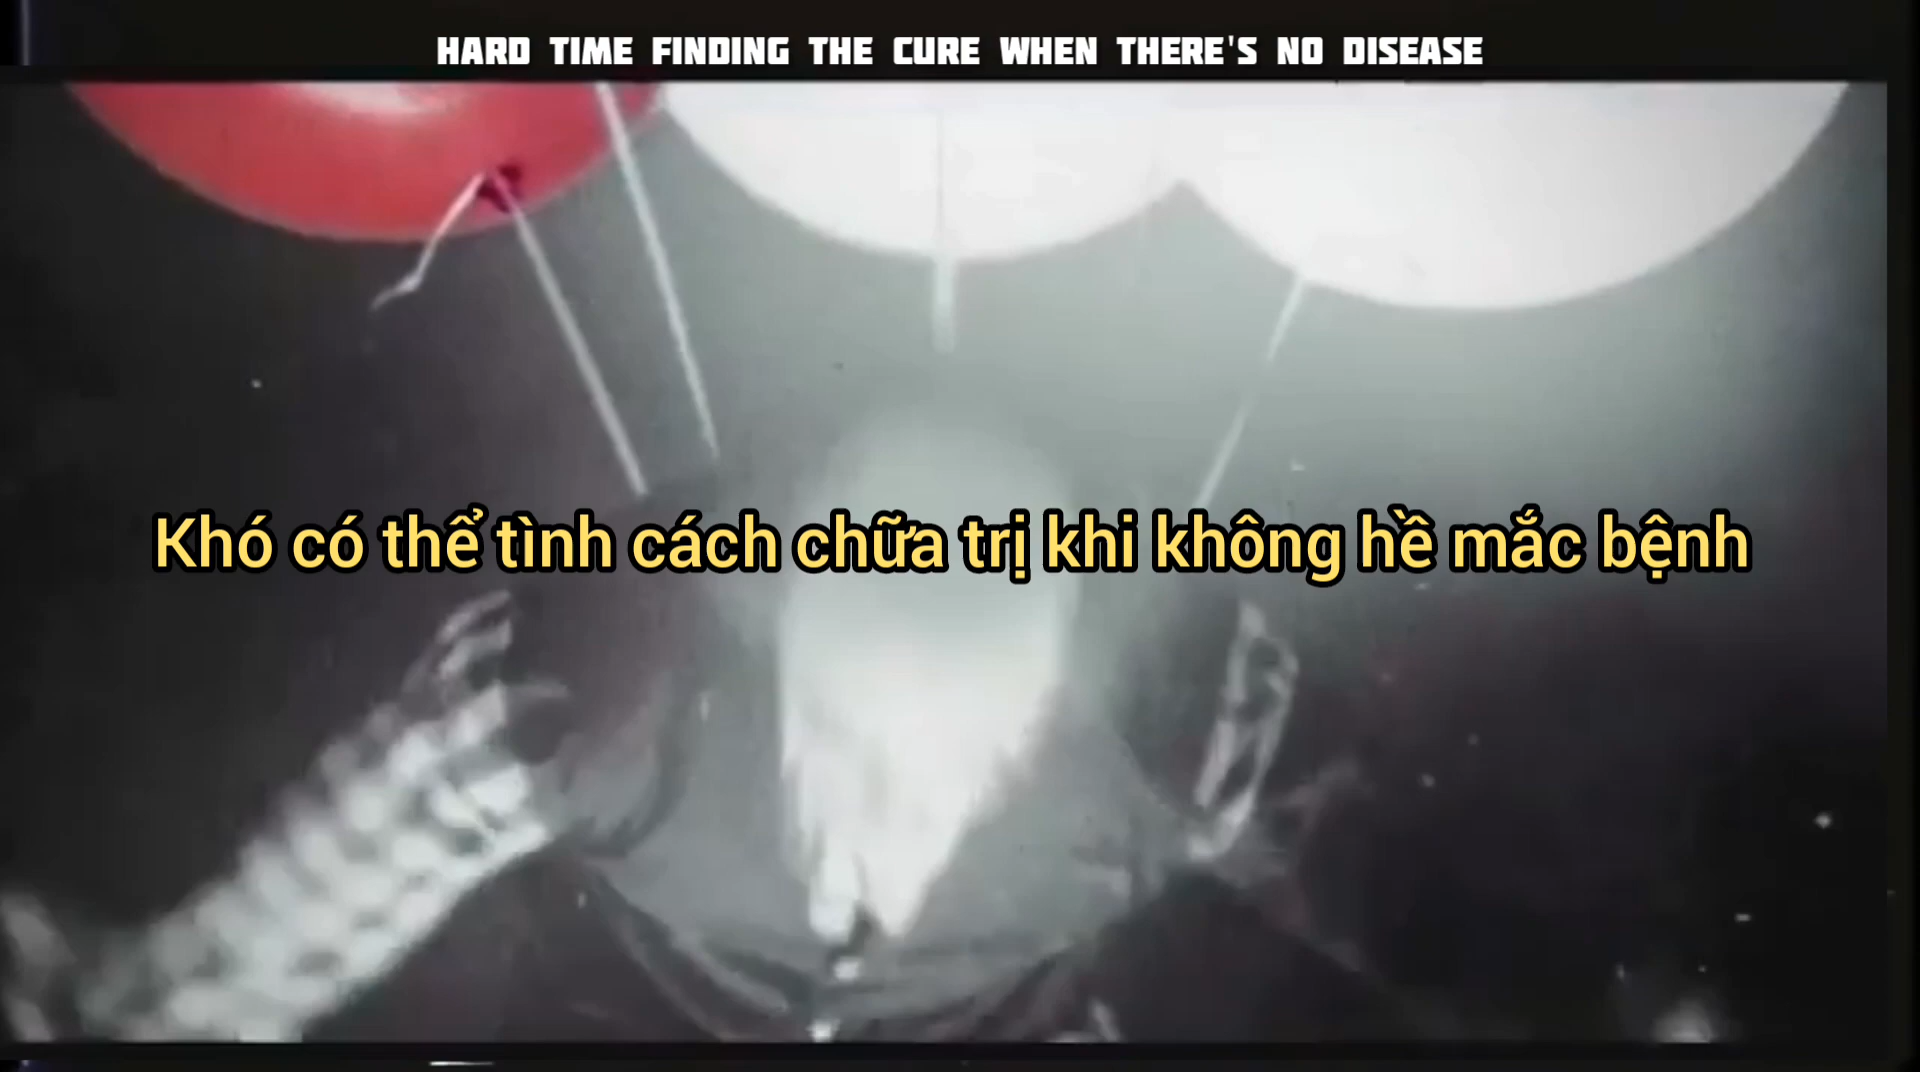 HARD TIME FINDING THE CURE WHEN THERE'S NO DISEASE
Khó có thể tình cách chữa trị khi không hề mắc bệnh